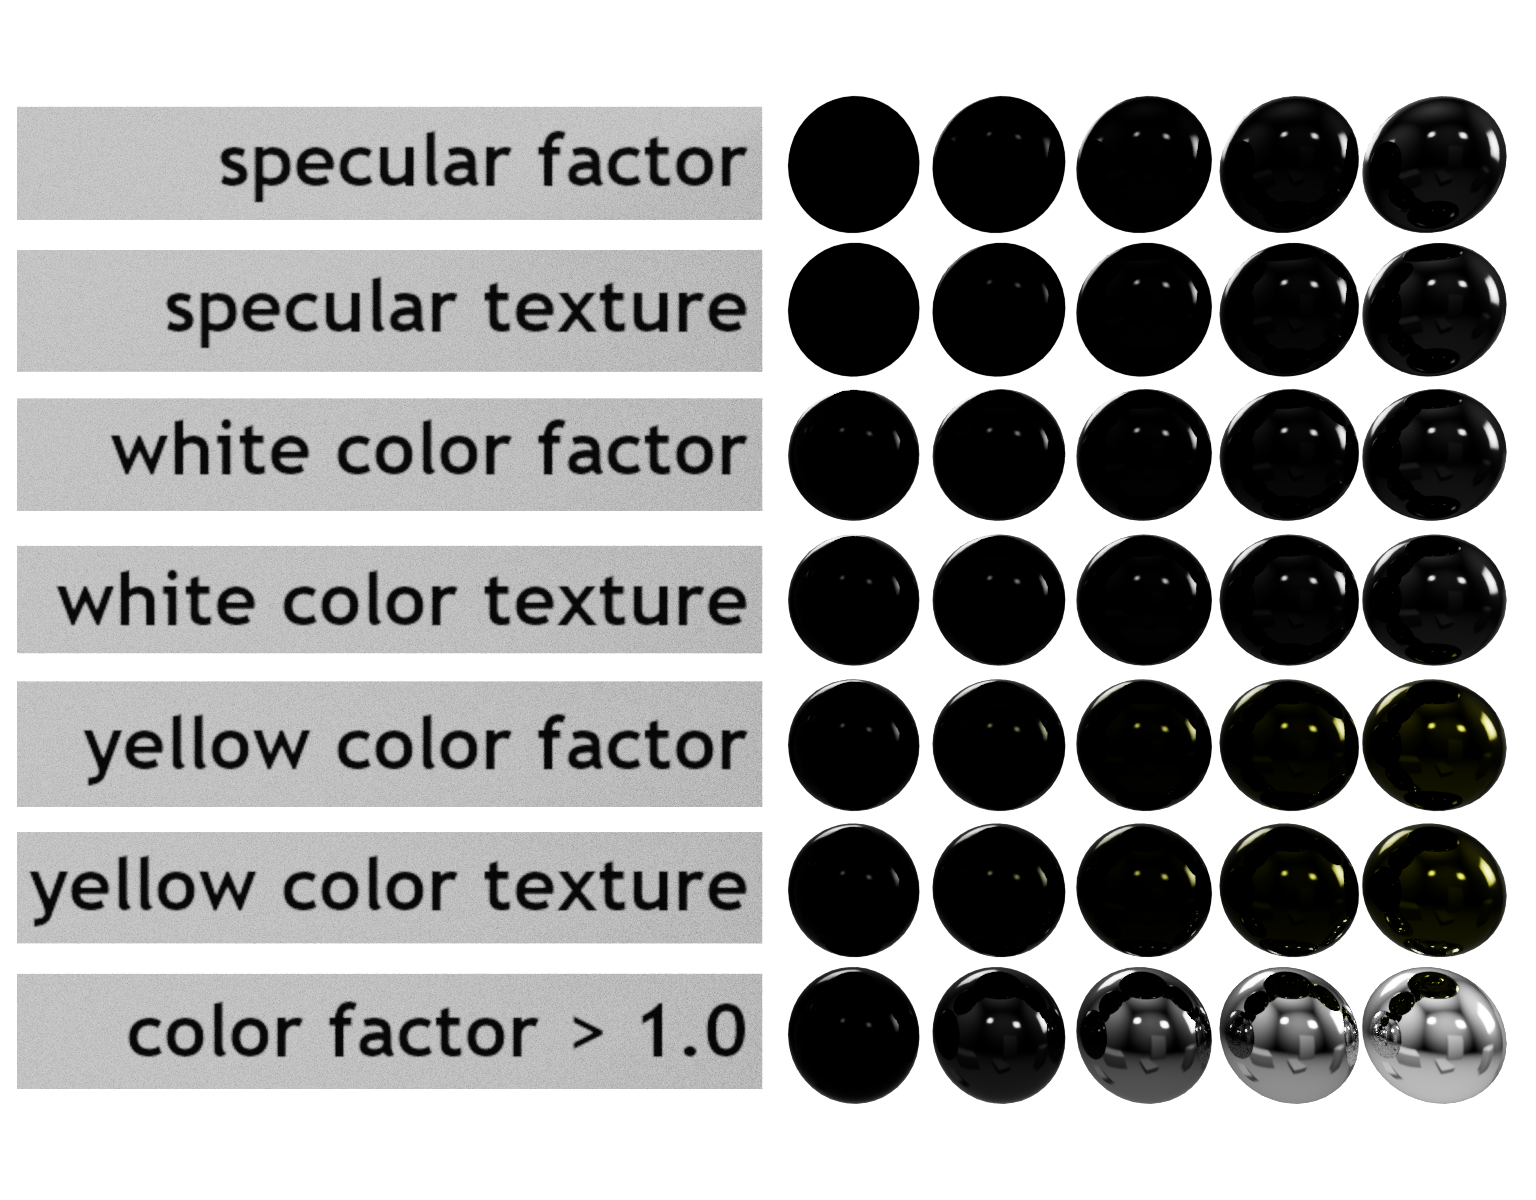 specular factor
specular texture
white color factor
white color texture
yellow color factor
yellow color texture
color factor > 1.0